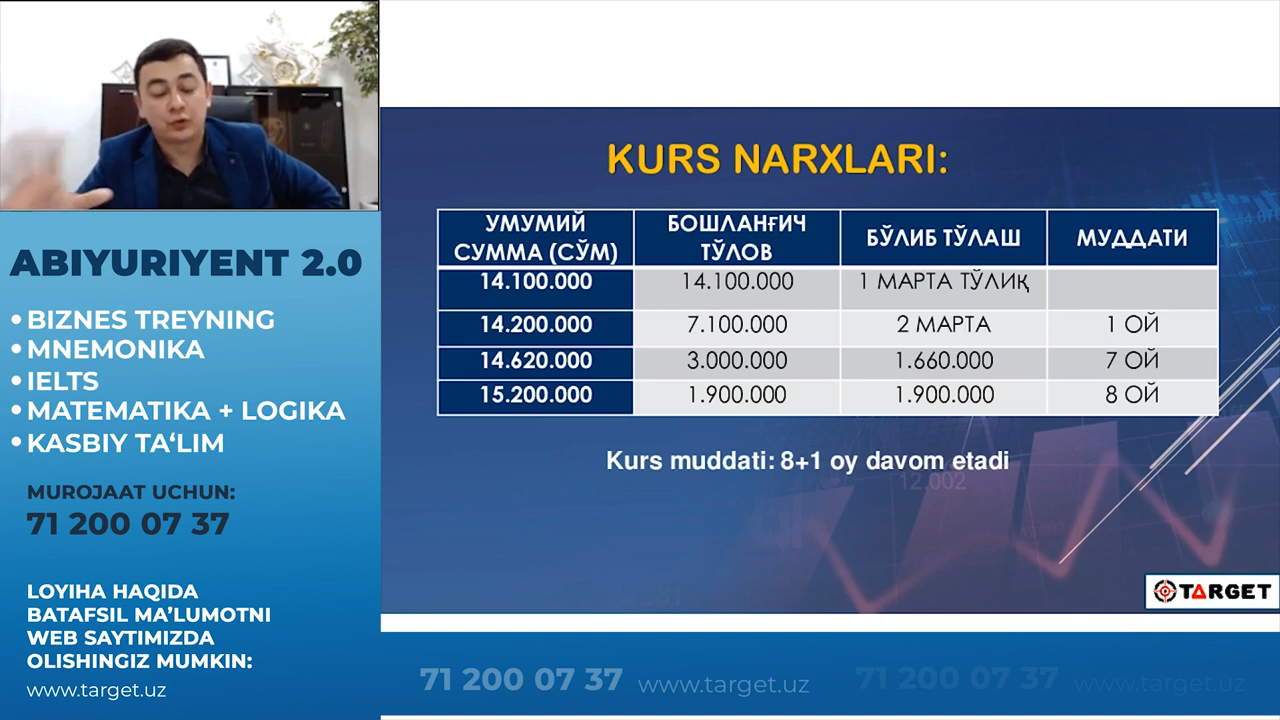 ABIYURIYENT 2.0
• BIZNES TREYNING
• MNEMONIKA
• IELTS
• MATEMATIKA + LOGIKA
• KASBIY TA‘LIM
MUROJAAT UCHUN:
71 200 07 37
LOYIHA HAQIDA
BATAFSIL MA’LUMOTNI
WEB SAYTIMIZDA
OLISHINGIZ MUMKIN:
www.target.uz
KURS NARXLARI:
УМУМИЙ СУММА (СЎМ) БОШЛАНҒИЧ ТЎЛОВ БЎЛИБ ТЎЛАШ МУДДАТИ
14.100.000 14.100.000 1 МАРТА ТЎЛИҚ
14.200.000 7.100.000 2 МАРТА 1 ОЙ
14.620.000 3.000.000 1.660.000 7 ОЙ
15.200.000 1.900.000 1.900.000 8 ОЙ
Kurs muddati: 8+1 oy davom etadi
12.002
TARGET
71 200 07 37 www.target.uz 71 200 07 37 www.target.uz